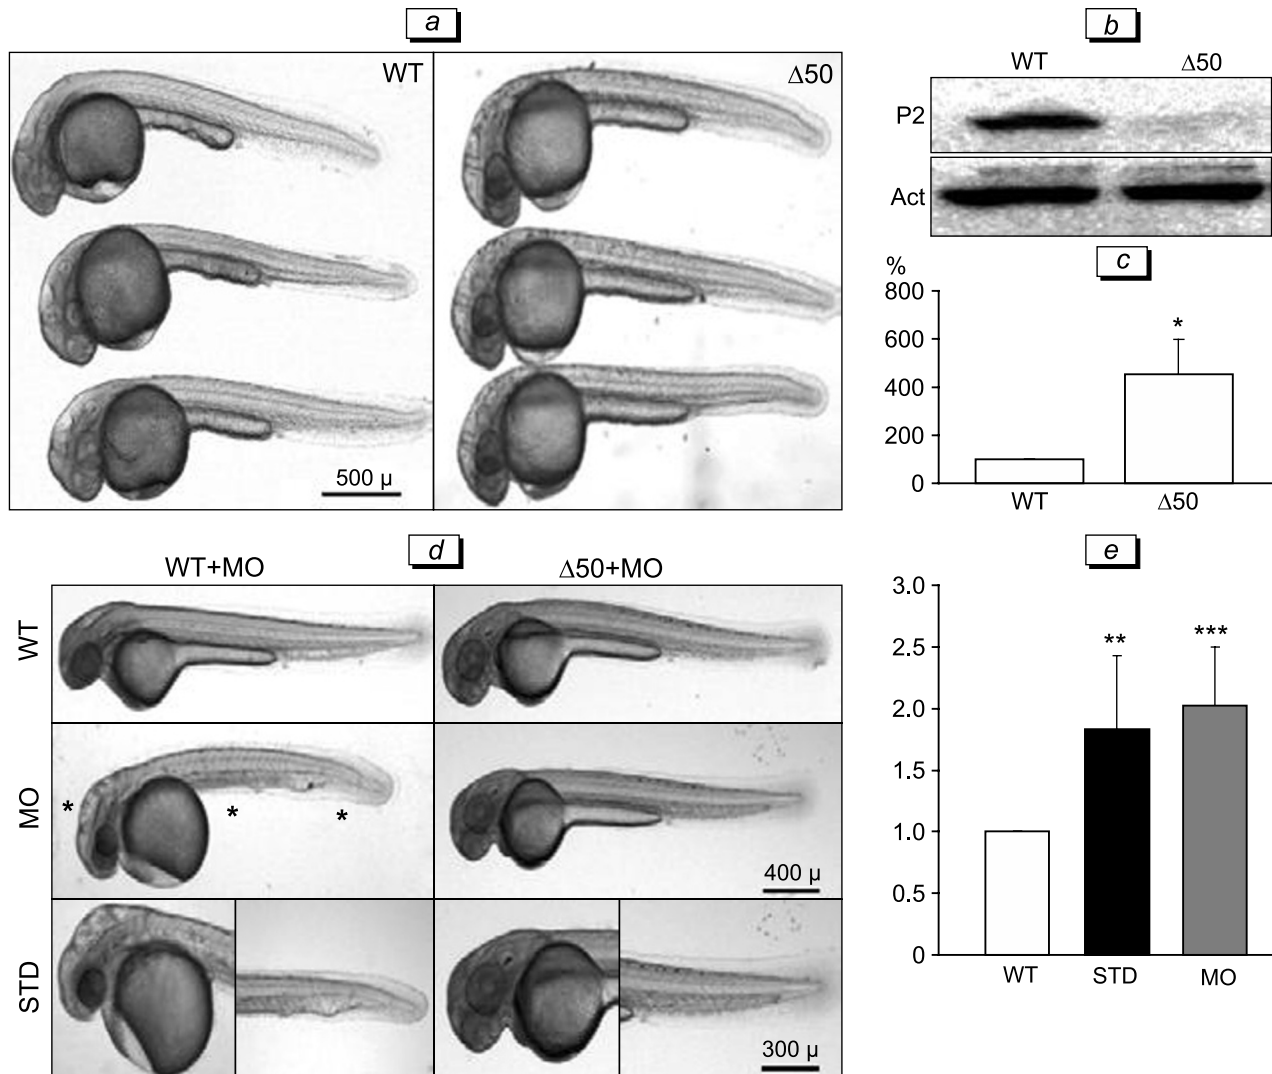 a
WT
Δ50
500 µ
b
WT Δ50
P2
Act
c
%
800
600
400
200
0
*
WT Δ50
d
WT+MO Δ50+MO
WT
MO
* * *
400 µ
STD
300 µ
e
3.0
2.5
2.0
1.5
1.0
0.5
0
** ***
WT STD MO